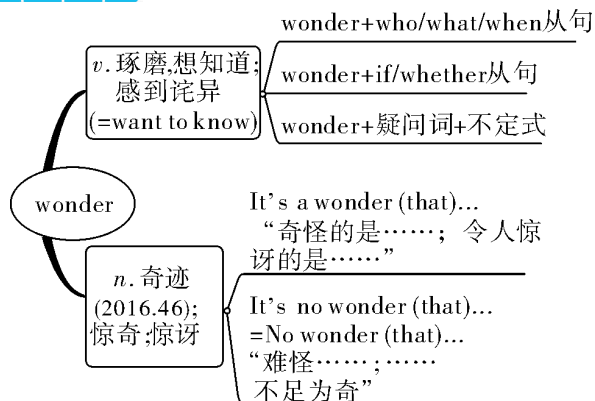 wonder
v.琢磨,想知道;
感到诧异
(=want to know)
wonder+who/what/when从句
wonder+if/whether从句
wonder+疑问词+不定式
n.奇迹
(2016.46);
惊奇;惊讶
It's a wonder (that)...
“奇怪的是……；令人惊
讶的是……”
It's no wonder (that)...
=No wonder (that)...
“难怪……;……
不足为奇”